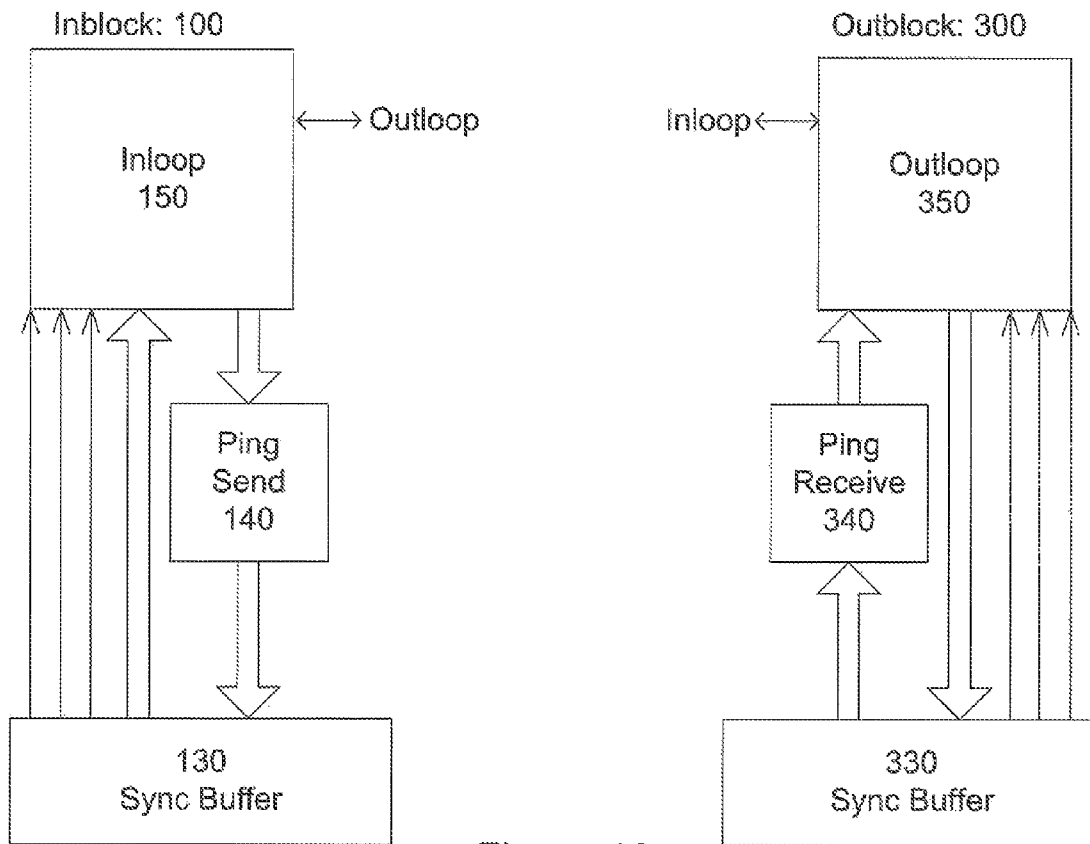 Inblock: 100
Outblock: 300
Inloop
150
Outloop
Inloop
Outloop
350
Ping
Send
140
Ping
Receive
340
130
Sync Buffer
330
Sync Buffer